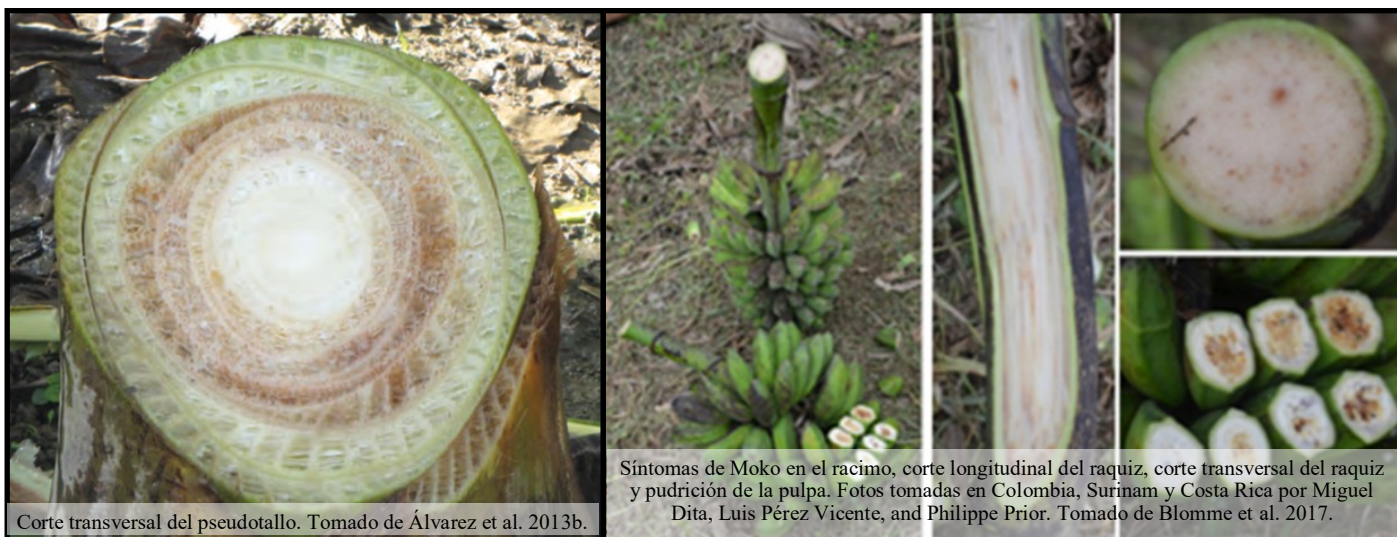 Corte transversal del pseudotallo. Tomado de Álvarez et al. 2013b.
Síntomas de Moko en el racimo, corte longitudinal del raquiz, corte transversal del raquiz
y pudrición de la pulpa. Fotos tomadas en Colombia, Surinam y Costa Rica por Miguel
Dita, Luis Pérez Vicente, and Philippe Prior. Tomado de Blomme et al. 2017.